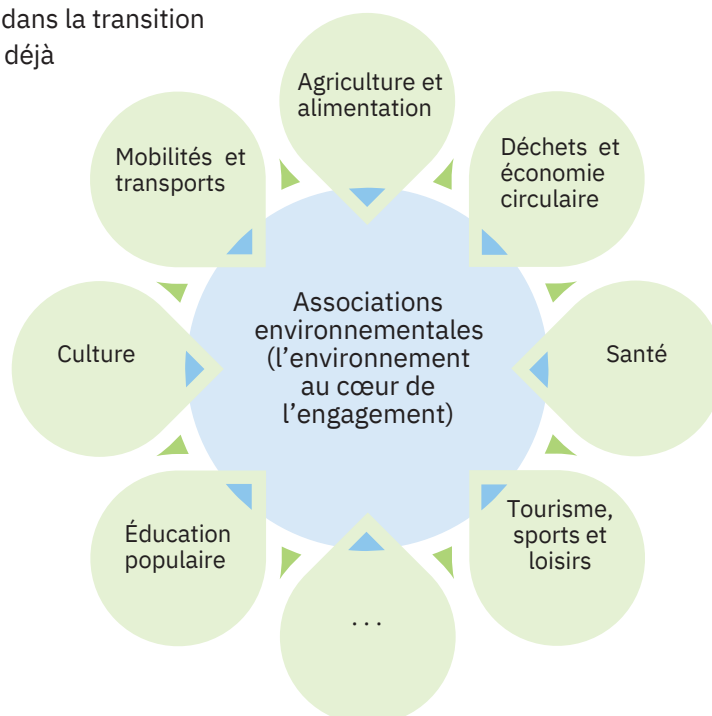 dans la transition
déjà
Agriculture et
alimentation
Mobilités et
transports
Déchets et
économie
circulaire
Associations
environnementales
(l’environnement
au cœur de
l’engagement)
Culture
Santé
Éducation
populaire
Tourisme,
sports et
loisirs
...